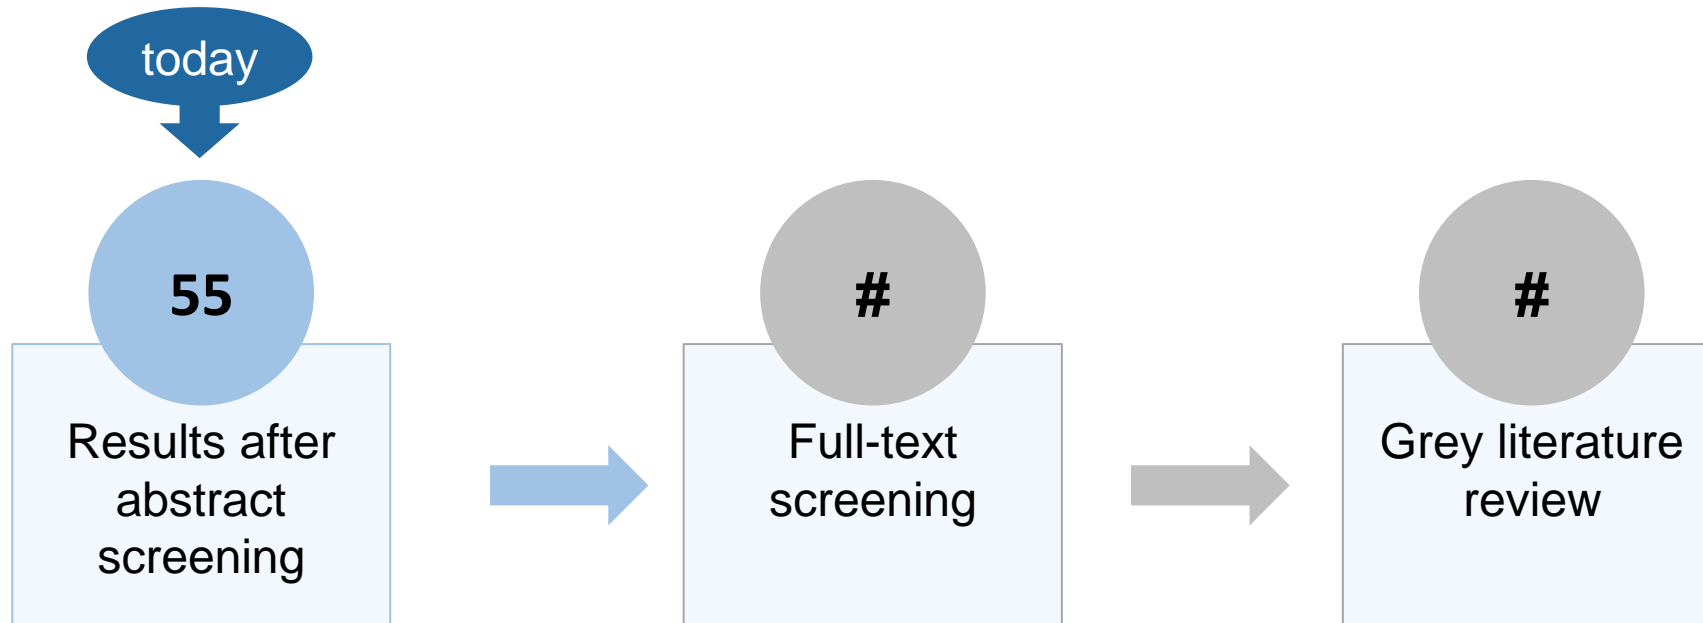 today
55
Results after
abstract
screening
#
Full-text
screening
#
Grey literature
review